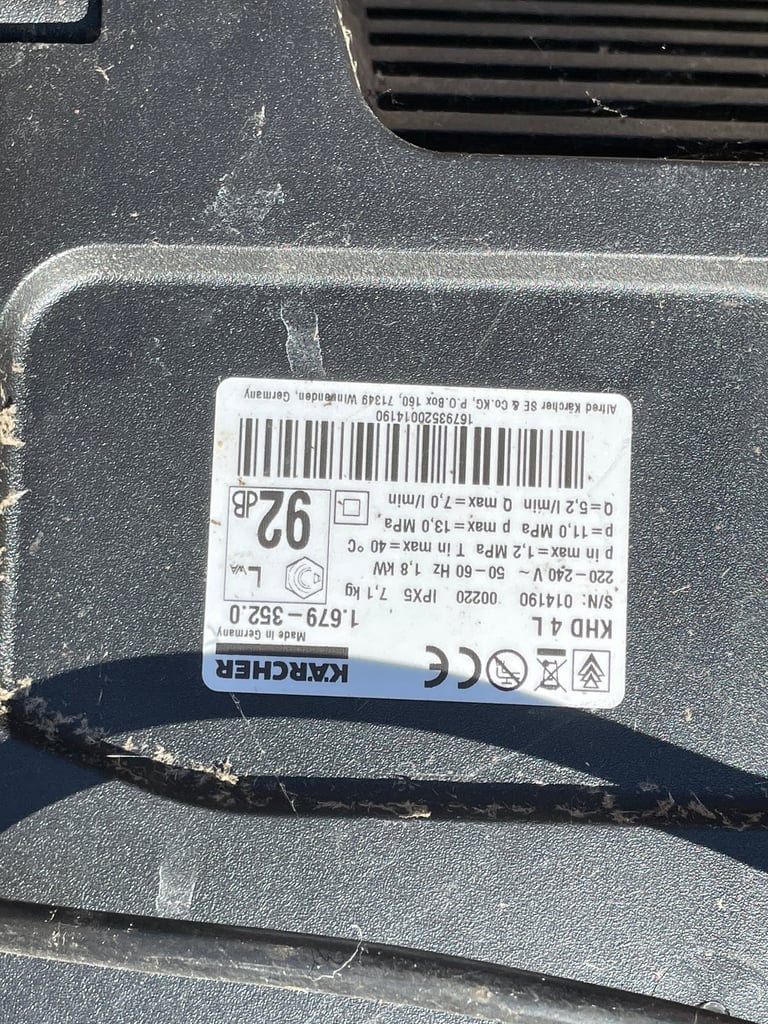 KÄRCHER
Made in Germany
KHD 4 L 1.679-352.0
S/N: 014190 00220 IPX5 7,1 kg
220-240 V ~ 50-60 Hz 1,8 kW
p in max=1,2 MPa T in max=40 °C
p=11,0 MPa p max=13,0 MPa
Q=5,2 l/min Q max=7,0 l/min
LWA
92 dB
16793520014190
Alfred Kärcher SE & Co.KG, P.O.Box 160, 71349 Winnenden, Germany